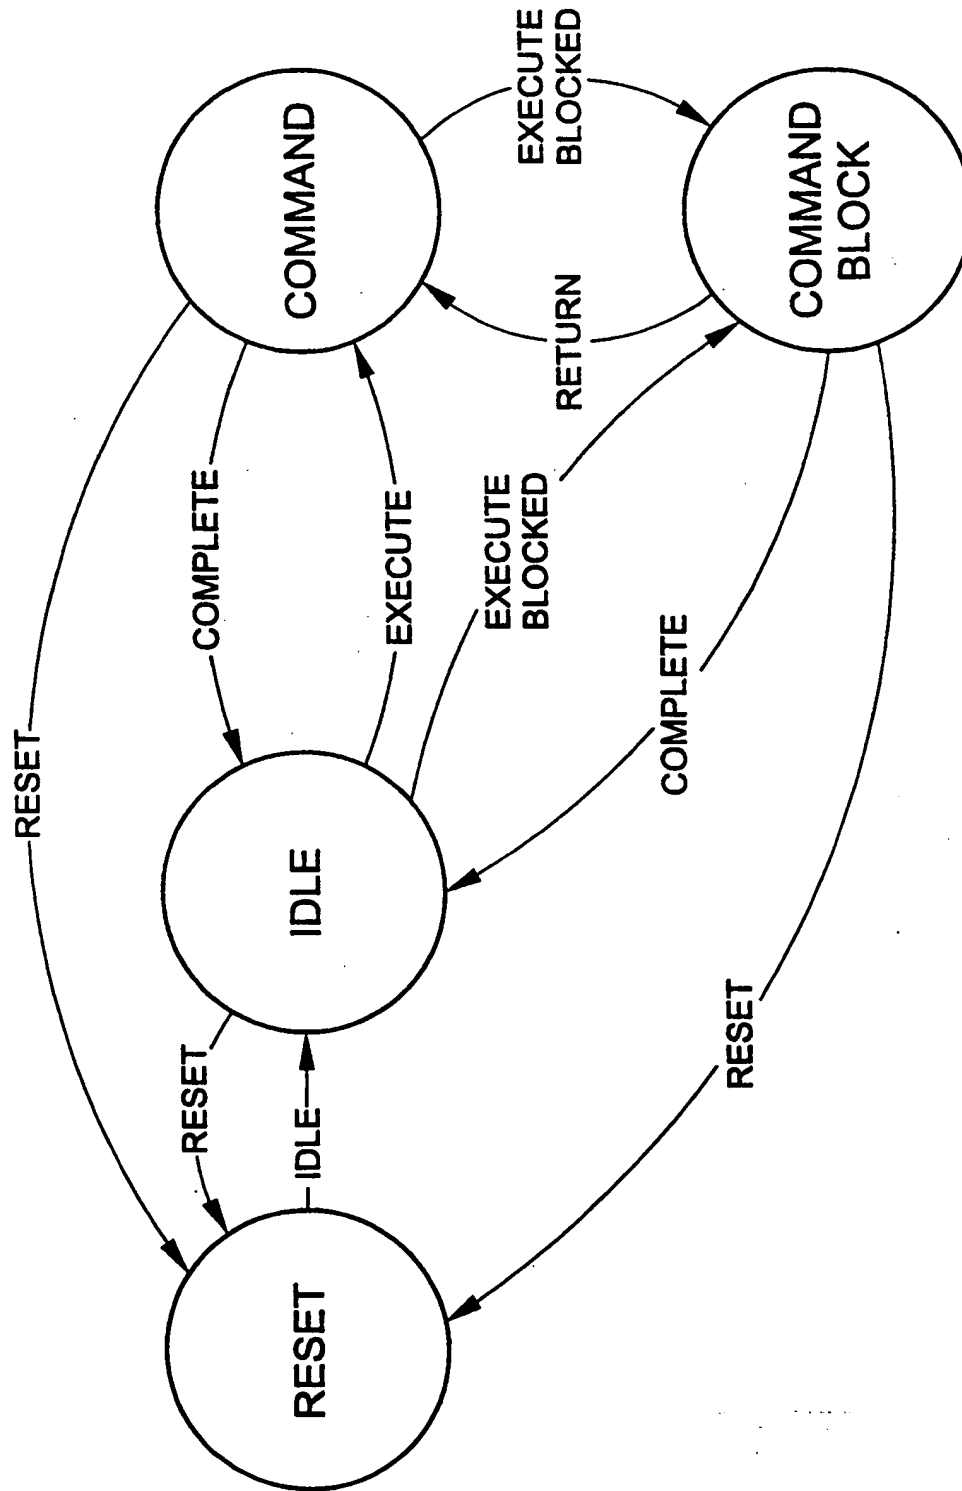 RESET
COMPLETE
COMMAND
RESET
EXECUTE
IDLE
IDLE
RESET
EXECUTE
BLOCKED
RETURN
EXECUTE
BLOCKED
COMPLETE
RESET
COMMAND
BLOCK